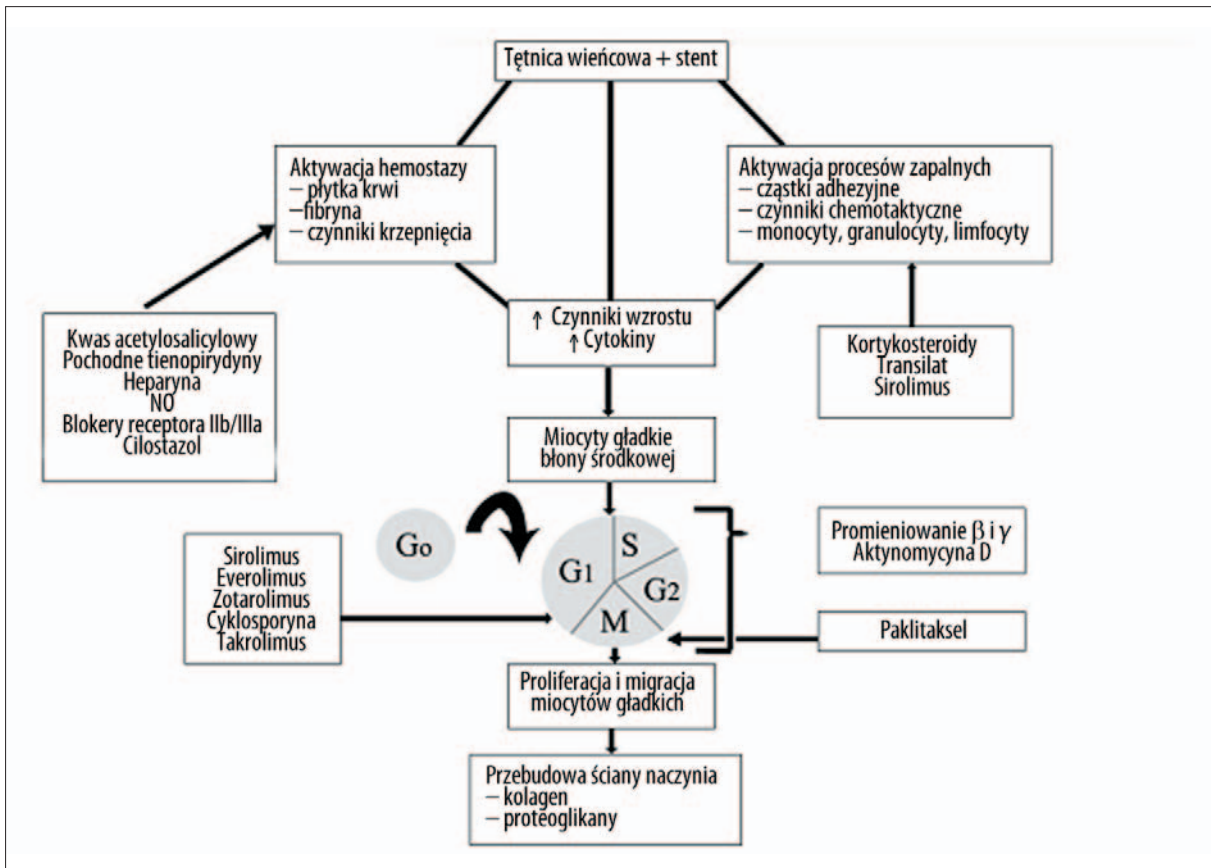 Tętnica wieńcowa + stent
Aktywacja hemostazy
– płytka krwi
–fibryna
– czynniki krzepnięcia
Aktywacja procesów zapalnych
– cząstki adhezyjne
– czynniki chemotaktyczne
– monocyty, granulocyty, limfocyty
↑ Czynniki wzrostu
↑ Cytokiny
Kwas acetylosalicylowy
Pochodne tienopirydyny
Heparyna
NO
Blokery receptora IIb/IIIa
Cilostazol
Kortykosteroidy
Transilat
Sirolimus
Miocyty gładkie
błony środkowej
Go
G1
S
G2
M
Sirolimus
Everolimus
Zotarolimus
Cyklosporyna
Takrolimus
Promieniowanie β i γ
Aktynomycyna D
Paklitaksel
Proliferacja i migracja
miocytów gładkich
Przebudowa ściany naczynia
– kolagen
– proteoglikany